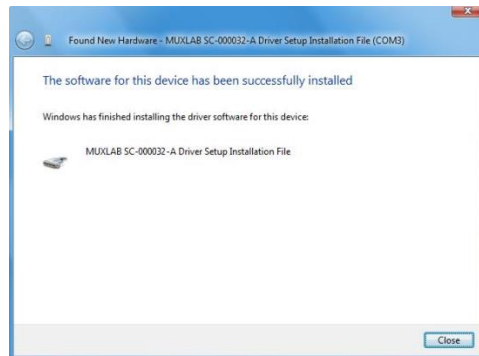 Found New Hardware - MUXLAB SC-000032-A Driver Setup Installation File (COM3)
The software for this device has been successfully installed
Windows has finished installing the driver software for this device:
MUXLAB SC-000032-A Driver Setup Installation File
Close